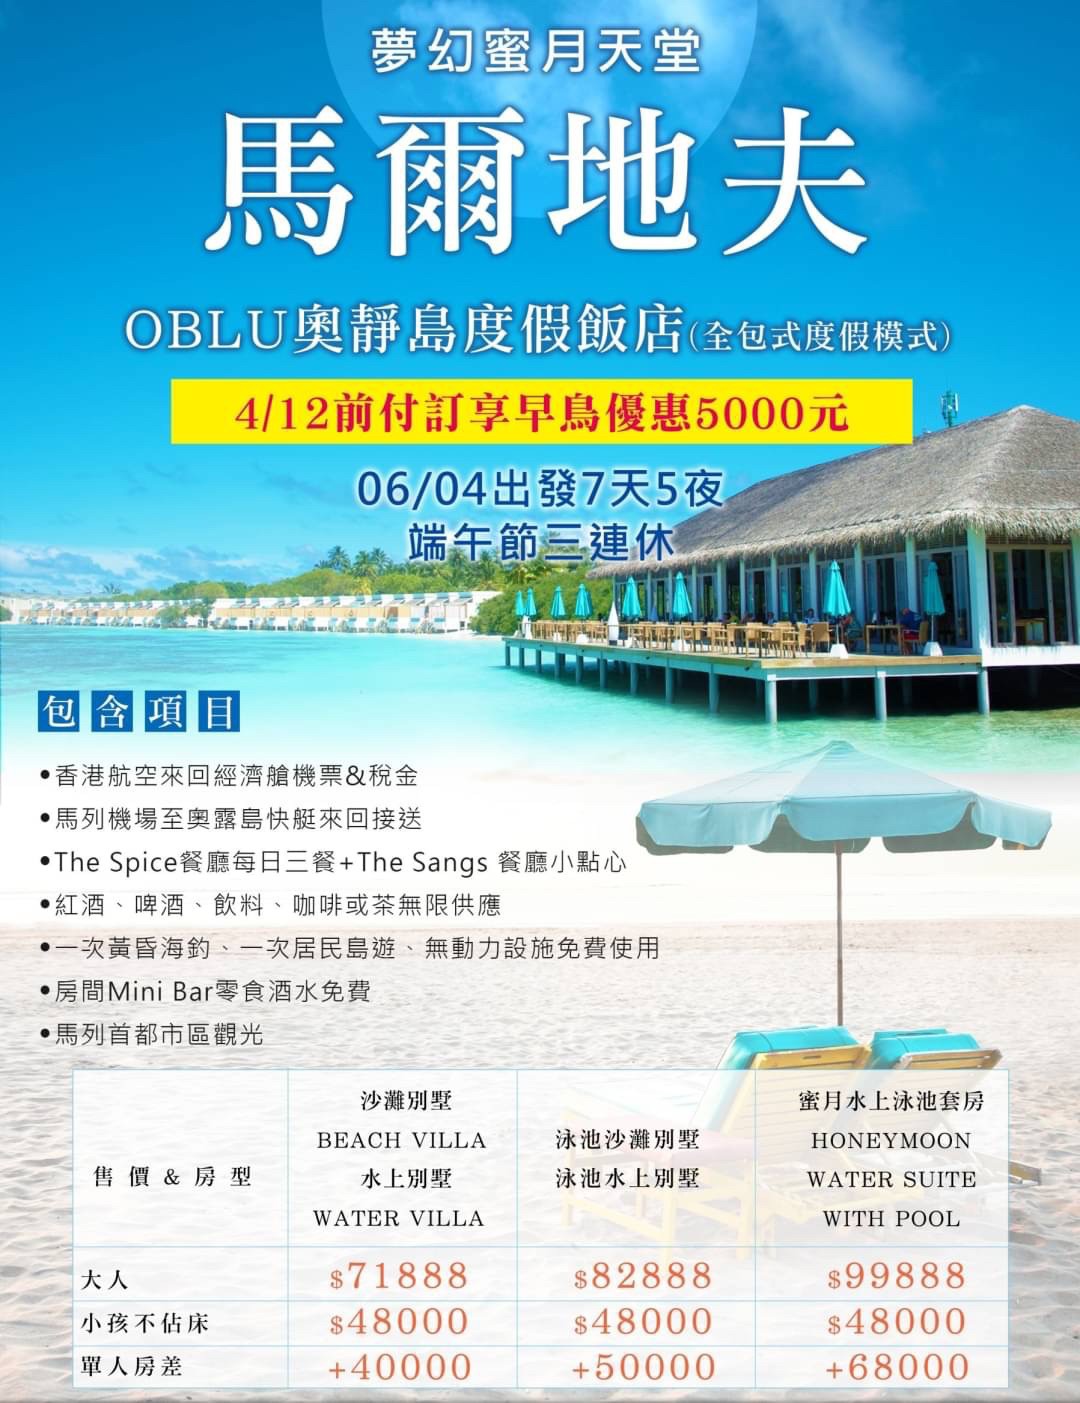 夢幻蜜月天堂
馬爾地夫
OBLU奧靜島度假飯店(全包式度假模式)
4/12前付訂享早鳥優惠5000元
06/04出發7天5夜
端午節三連休
包含項目
•香港航空來回經濟艙機票&稅金
•馬列機場至奧露島快艇來回接送
•The Spice餐廳每日三餐+The Sangs 餐廳小點心
•紅酒、啤酒、飲料、咖啡或茶無限供應
•一次黃昏海釣、一次居民島遊、無動力設施免費使用
•房間Mini Bar零食酒水免費
•馬列首都市區觀光
售價&房型
沙灘別墅
BEACH VILLA
水上別墅
WATER VILLA
泳池沙灘別墅
泳池水上別墅
蜜月水上泳池套房
HONEYMOON
WATER SUITE
WITH POOL
大人 $71888 $82888 $99888
小孩不佔床 $48000 $48000 $48000
單人房差 +40000 +50000 +68000